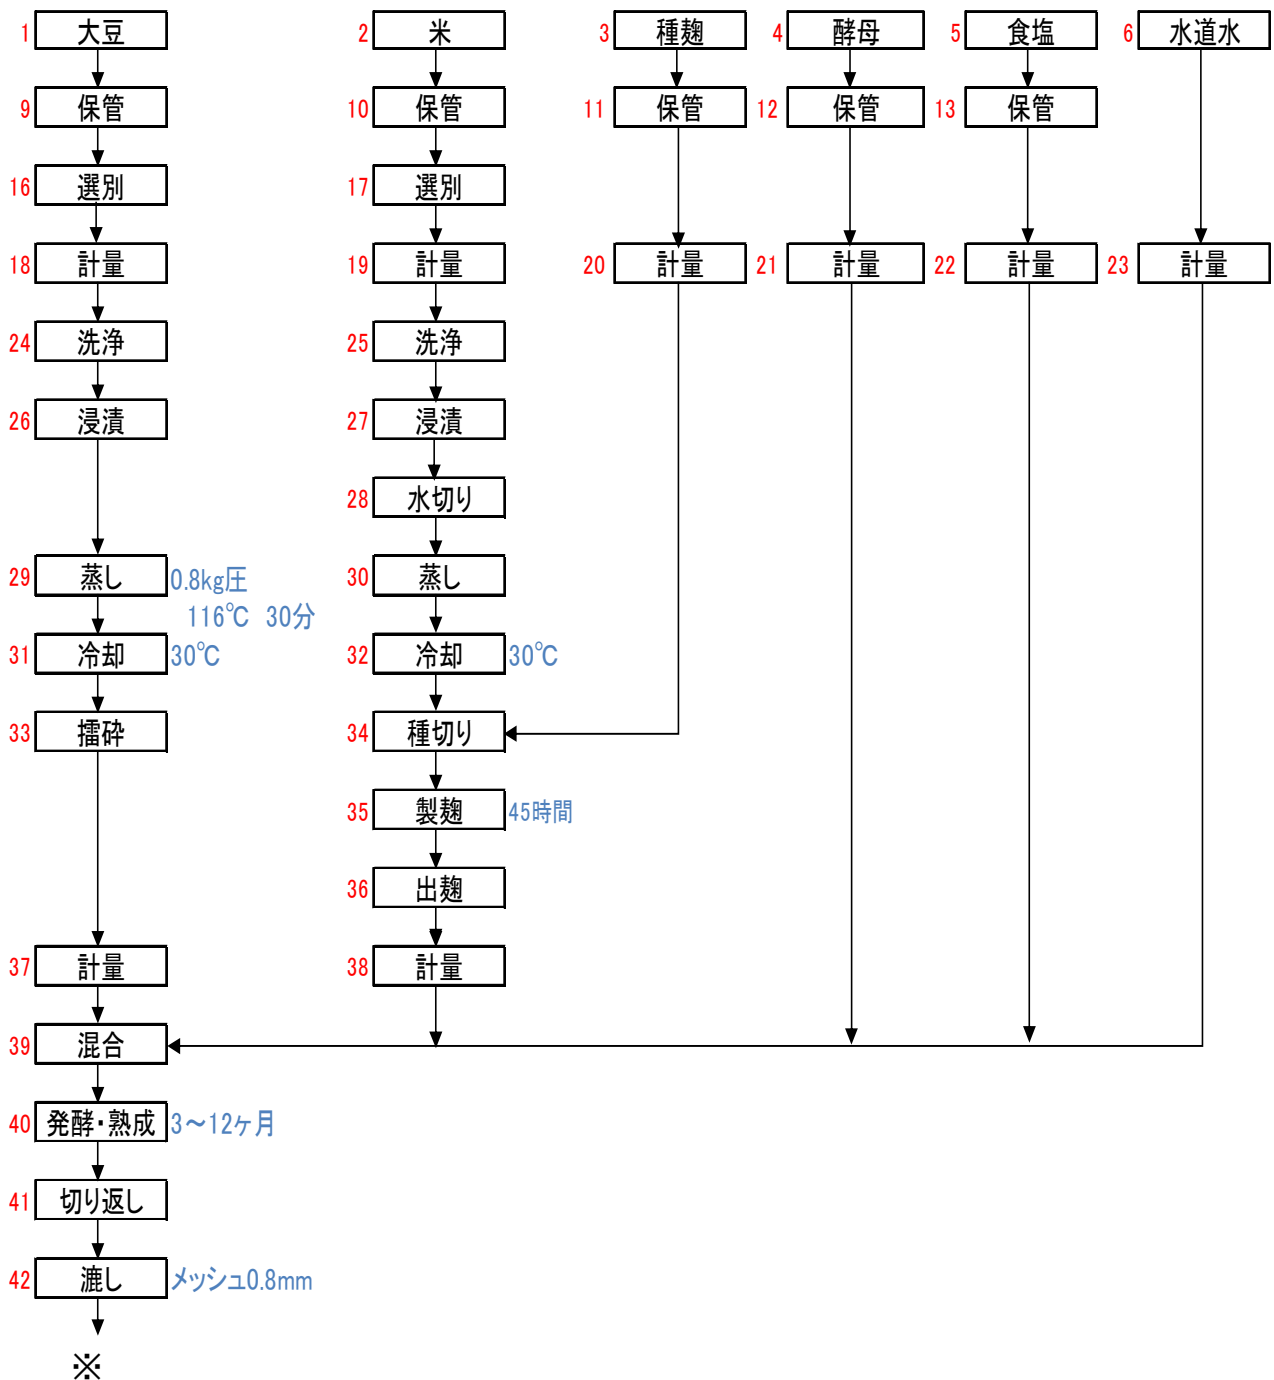 1 大豆 2 米 3 種麹 4 酵母 5 食塩 6 水道水
9 保管 10 保管 11 保管 12 保管 13 保管
16 選別 17 選別
18 計量 19 計量 20 計量 21 計量 22 計量 23 計量
24 洗浄 25 洗浄
26 浸漬 27 浸漬
28 水切り
29 蒸し 0.8kg圧 30 蒸し
116℃ 30分
31 冷却 30℃ 32 冷却 30℃
33 擂砕 34 種切り
35 製麹 45時間
36 出麹
37 計量 38 計量
39 混合
40 発酵・熟成 3～12ヶ月
41 切り返し
42 漉し メッシュ0.8mm
※